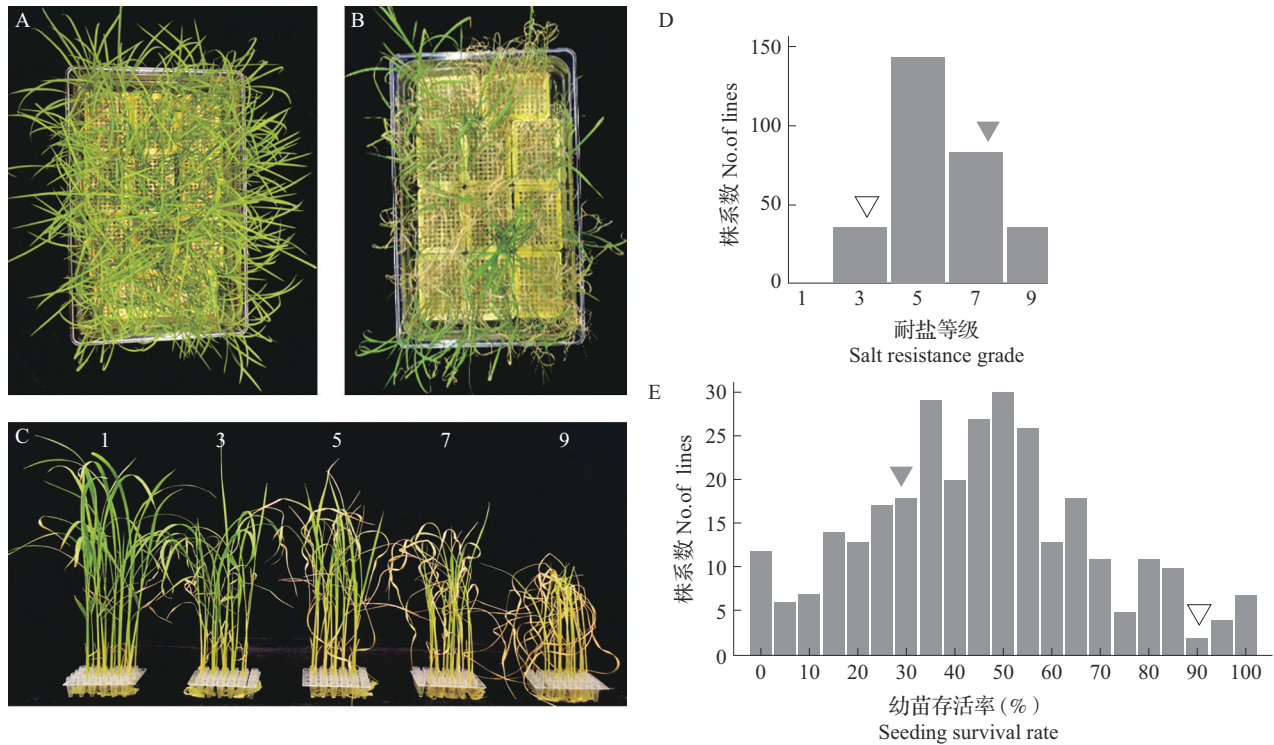 A
B
C
1 3 5 7 9
D
株系数 No.of lines
150
100
50
0
1 3 5 7 9
耐盐等级
Salt resistance grade
E
株系数 No.of lines
30
25
20
15
10
5
0
0 10 20 30 40 50 60 70 80 90 100
幼苗存活率(%)
Seeding survival rate